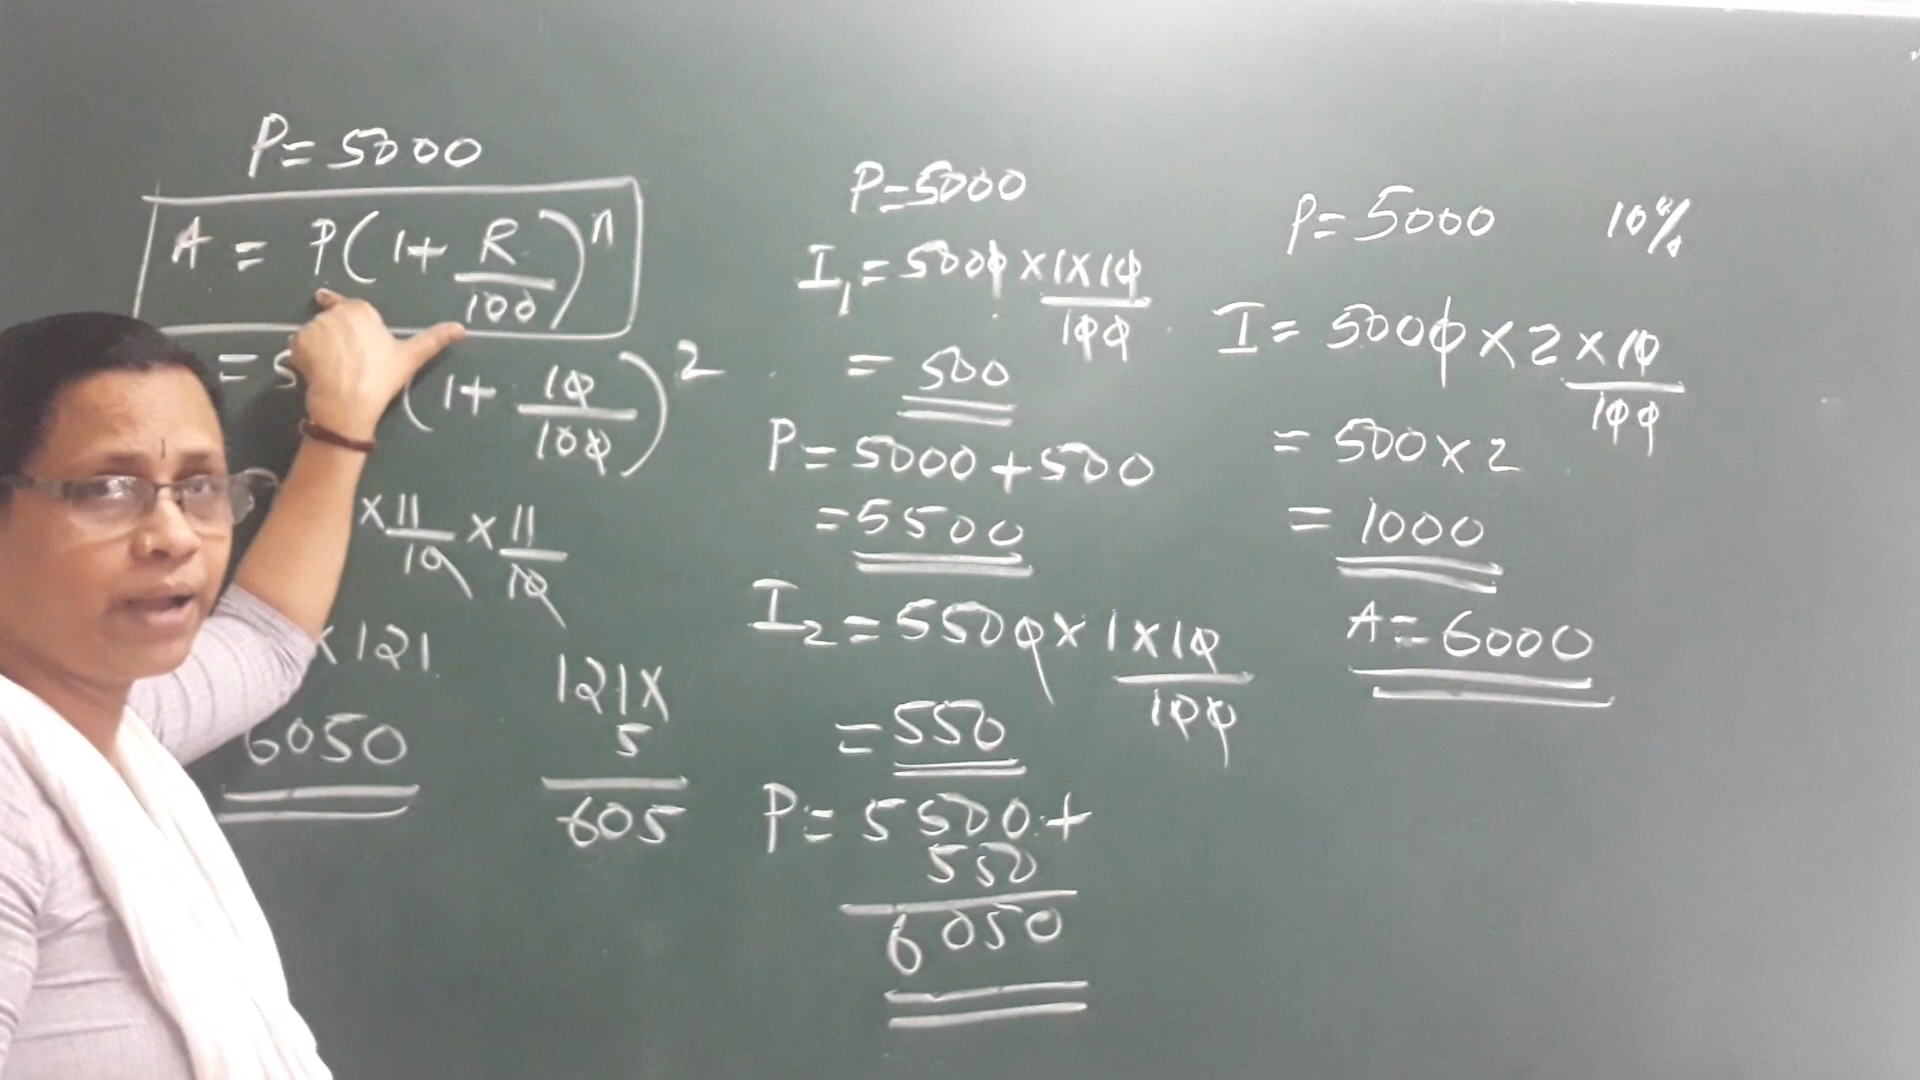 P = 5000
A = P(1 + R/100)^n
= 5 (1 + 10/100)^2
× 11/10 × 11/10
× 121
6050
121 ×
5
605
P = 5000
I₁ = 5000 × 1 × 10/100
= 500
P = 5000 + 500
= 5500
I₂ = 5500 × 1 × 10/100
= 550
P = 5500 +
550
6050
P = 5000 10%
I = 5000 × 2 × 10/100
= 500 × 2
= 1000
A = 6000